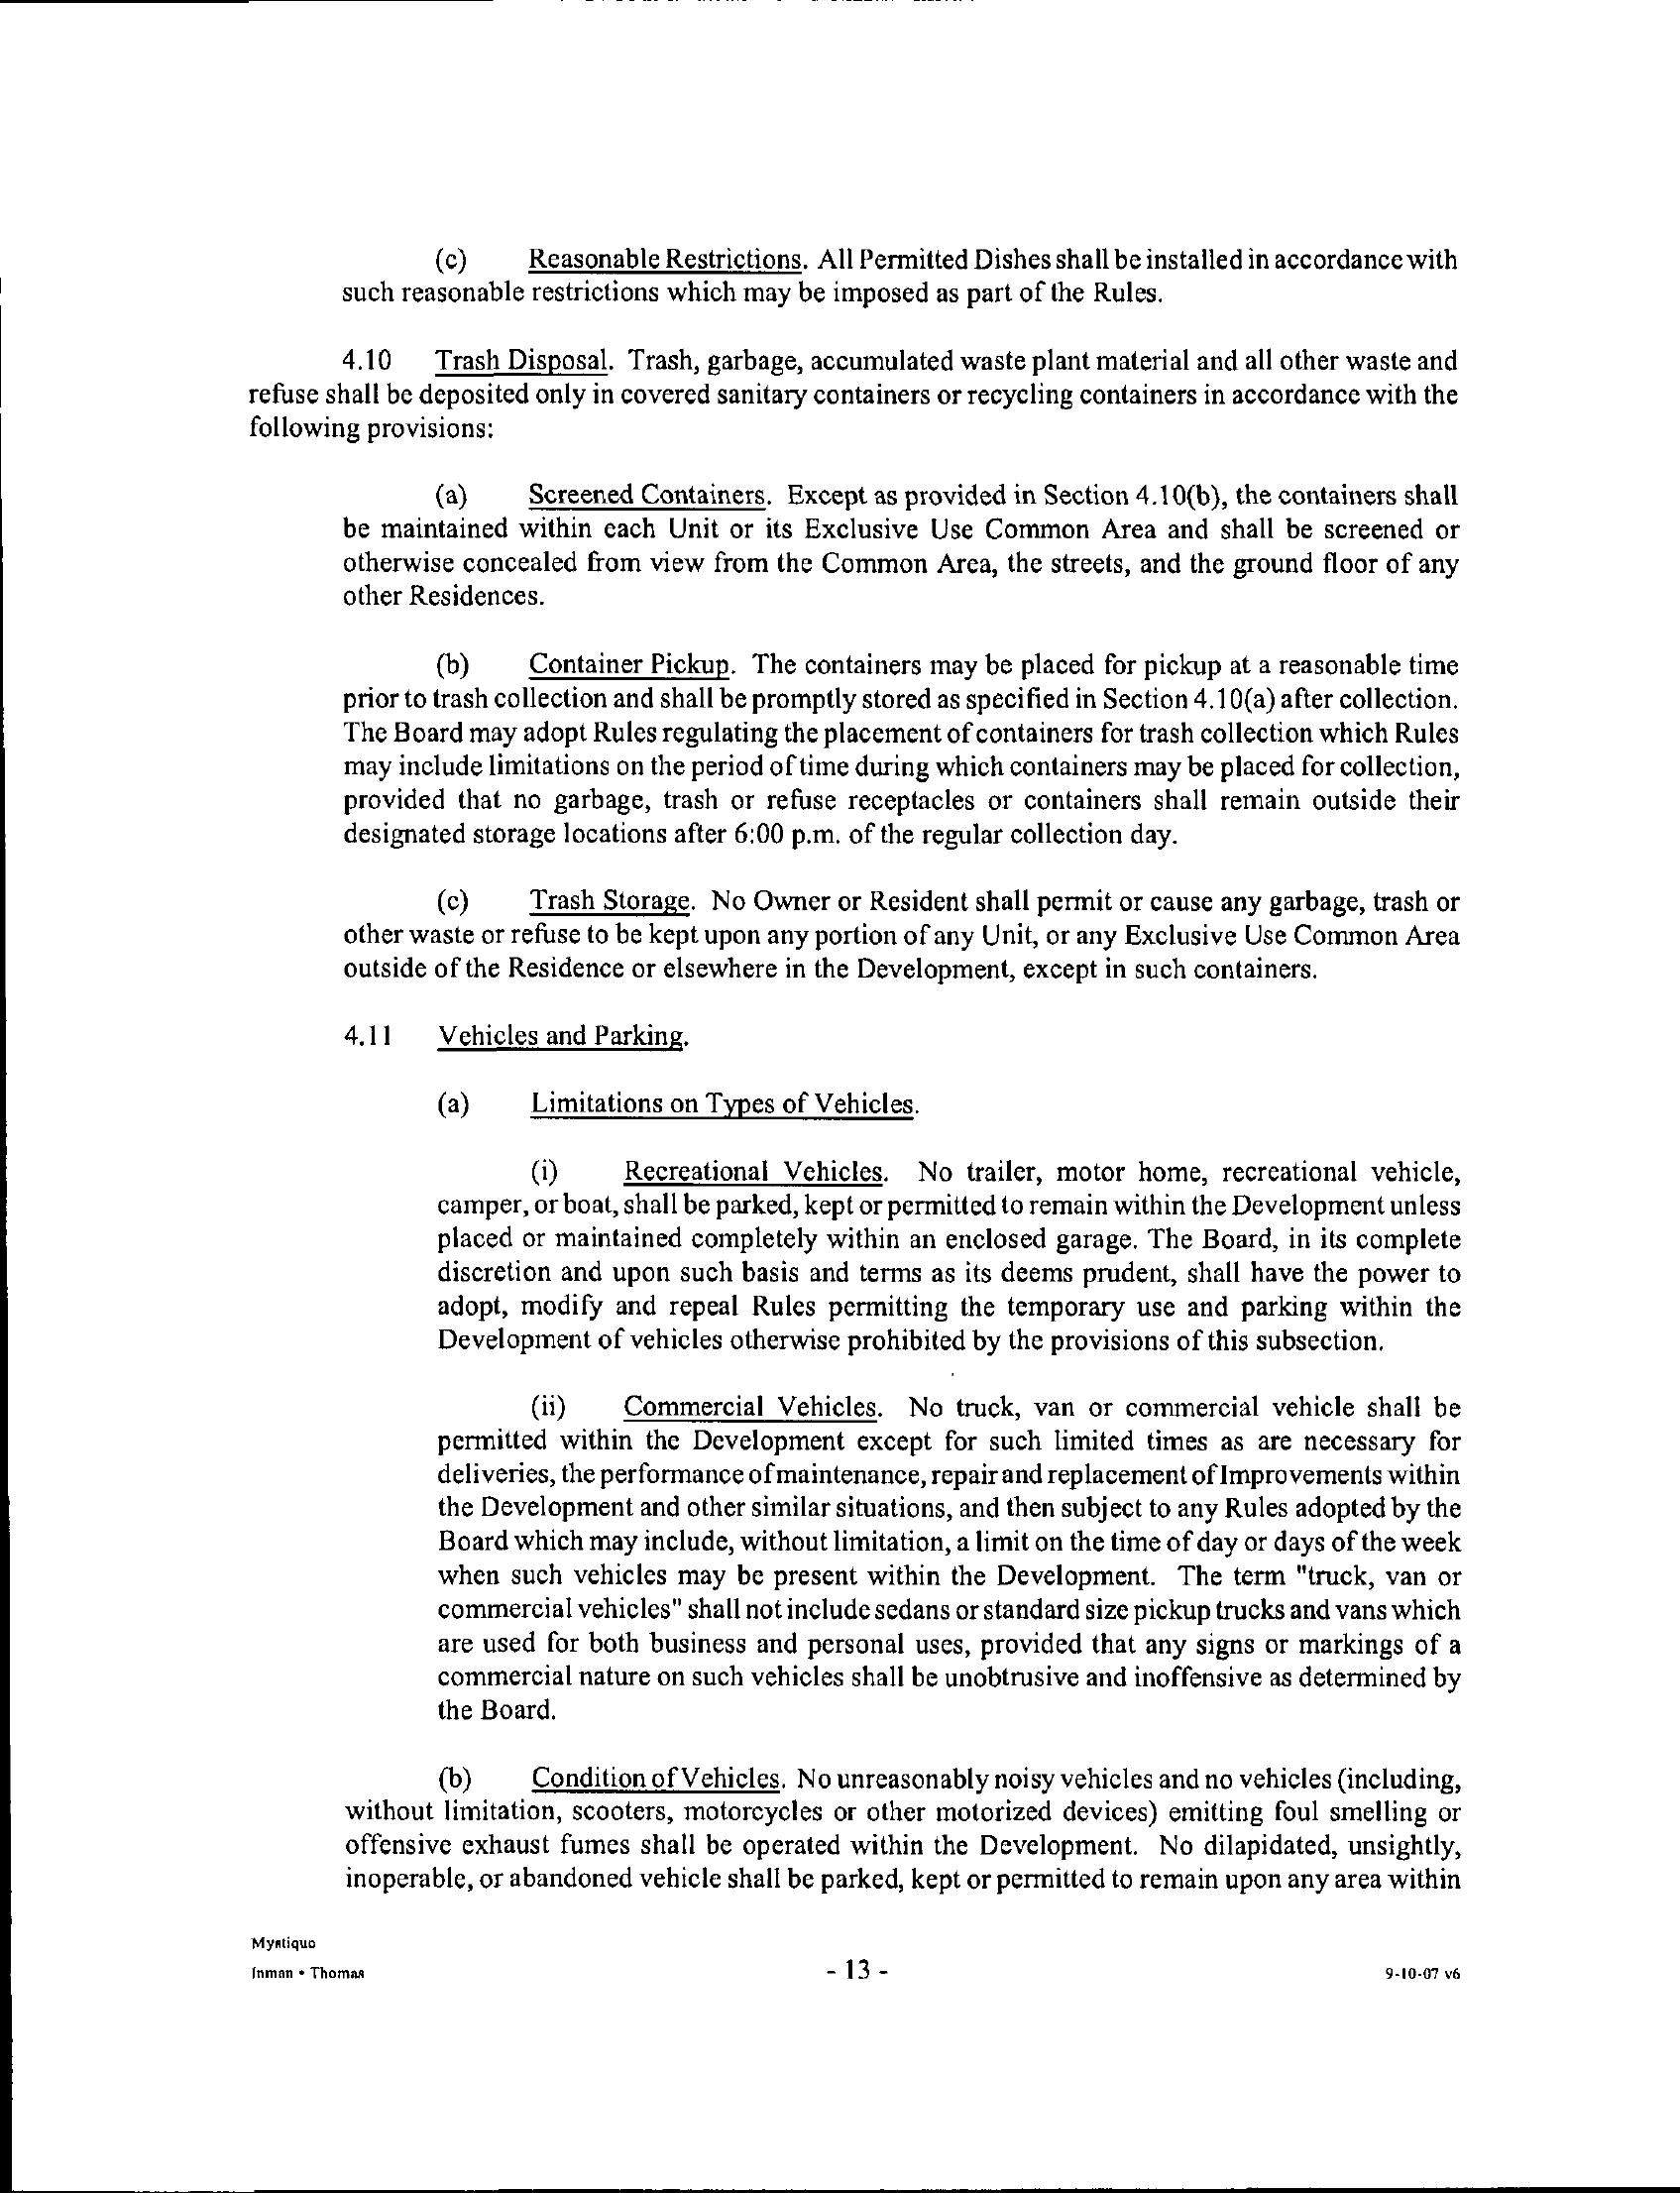 (c) Reasonable Restrictions. All Permitted Dishes shall be installed in accordance with
such reasonable restrictions which may be imposed as part of the Rules.
4.10 Trash Disposal. Trash, garbage, accumulated waste plant material and all other waste and
refuse shall be deposited only in covered sanitary containers or recycling containers in accordance with the
following provisions:
(a) Screened Containers. Except as provided in Section 4.10(b), the containers shall
be maintained within each Unit or its Exclusive Use Common Area and shall be screened or
otherwise concealed from view from the Common Area, the streets, and the ground floor of any
other Residences.
(b) Container Pickup. The containers may be placed for pickup at a reasonable time
prior to trash collection and shall be promptly stored as specified in Section 4.10(a) after collection.
The Board may adopt Rules regulating the placement of containers for trash collection which Rules
may include limitations on the period of time during which containers may be placed for collection,
provided that no garbage, trash or refuse receptacles or containers shall remain outside their
designated storage locations after 6:00 p.m. of the regular collection day.
(c) Trash Storage. No Owner or Resident shall permit or cause any garbage, trash or
other waste or refuse to be kept upon any portion of any Unit, or any Exclusive Use Common Area
outside of the Residence or elsewhere in the Development, except in such containers.
4.11 Vehicles and Parking.
(a) Limitations on Types of Vehicles.
(i) Recreational Vehicles. No trailer, motor home, recreational vehicle,
camper, or boat, shall be parked, kept or permitted to remain within the Development unless
placed or maintained completely within an enclosed garage. The Board, in its complete
discretion and upon such basis and terms as its deems prudent, shall have the power to
adopt, modify and repeal Rules permitting the temporary use and parking within the
Development of vehicles otherwise prohibited by the provisions of this subsection.
(ii) Commercial Vehicles. No truck, van or commercial vehicle shall be
permitted within the Development except for such limited times as are necessary for
deliveries, the performance of maintenance, repair and replacement of Improvements within
the Development and other similar situations, and then subject to any Rules adopted by the
Board which may include, without limitation, a limit on the time of day or days of the week
when such vehicles may be present within the Development. The term "truck, van or
commercial vehicles" shall not include sedans or standard size pickup trucks and vans which
are used for both business and personal uses, provided that any signs or markings of a
commercial nature on such vehicles shall be unobtrusive and inoffensive as determined by
the Board.
(b) Condition of Vehicles. No unreasonably noisy vehicles and no vehicles (including,
without limitation, scooters, motorcycles or other motorized devices) emitting foul smelling or
offensive exhaust fumes shall be operated within the Development. No dilapidated, unsightly,
inoperable, or abandoned vehicle shall be parked, kept or permitted to remain upon any area within
Mystique
Inman • Thomas - 13 - 9-10-07 v6